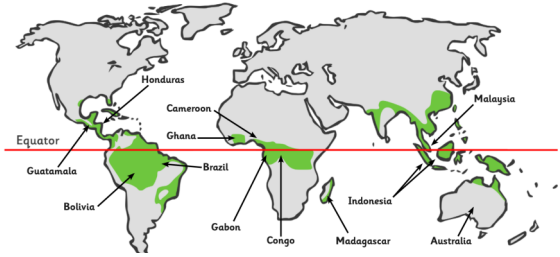 Honduras
Malaysia
Cameroon
Ghana
Equator
Guatamala
Brazil
Bolivia
Indonesia
Gabon
Congo
Madagascar
Australia